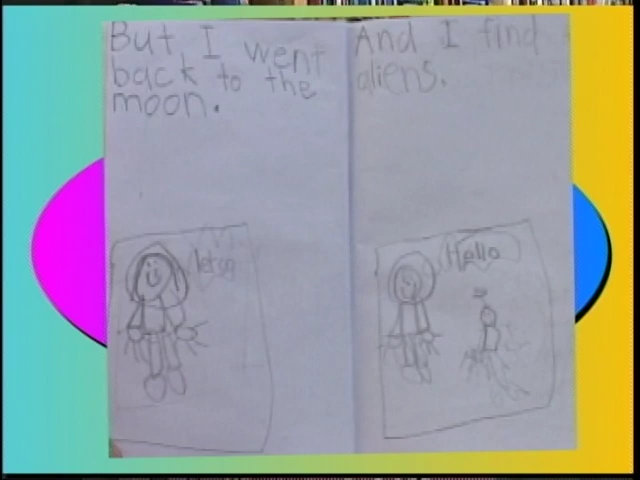 But I went
back to the
moon.
And I find
aliens.
Hello